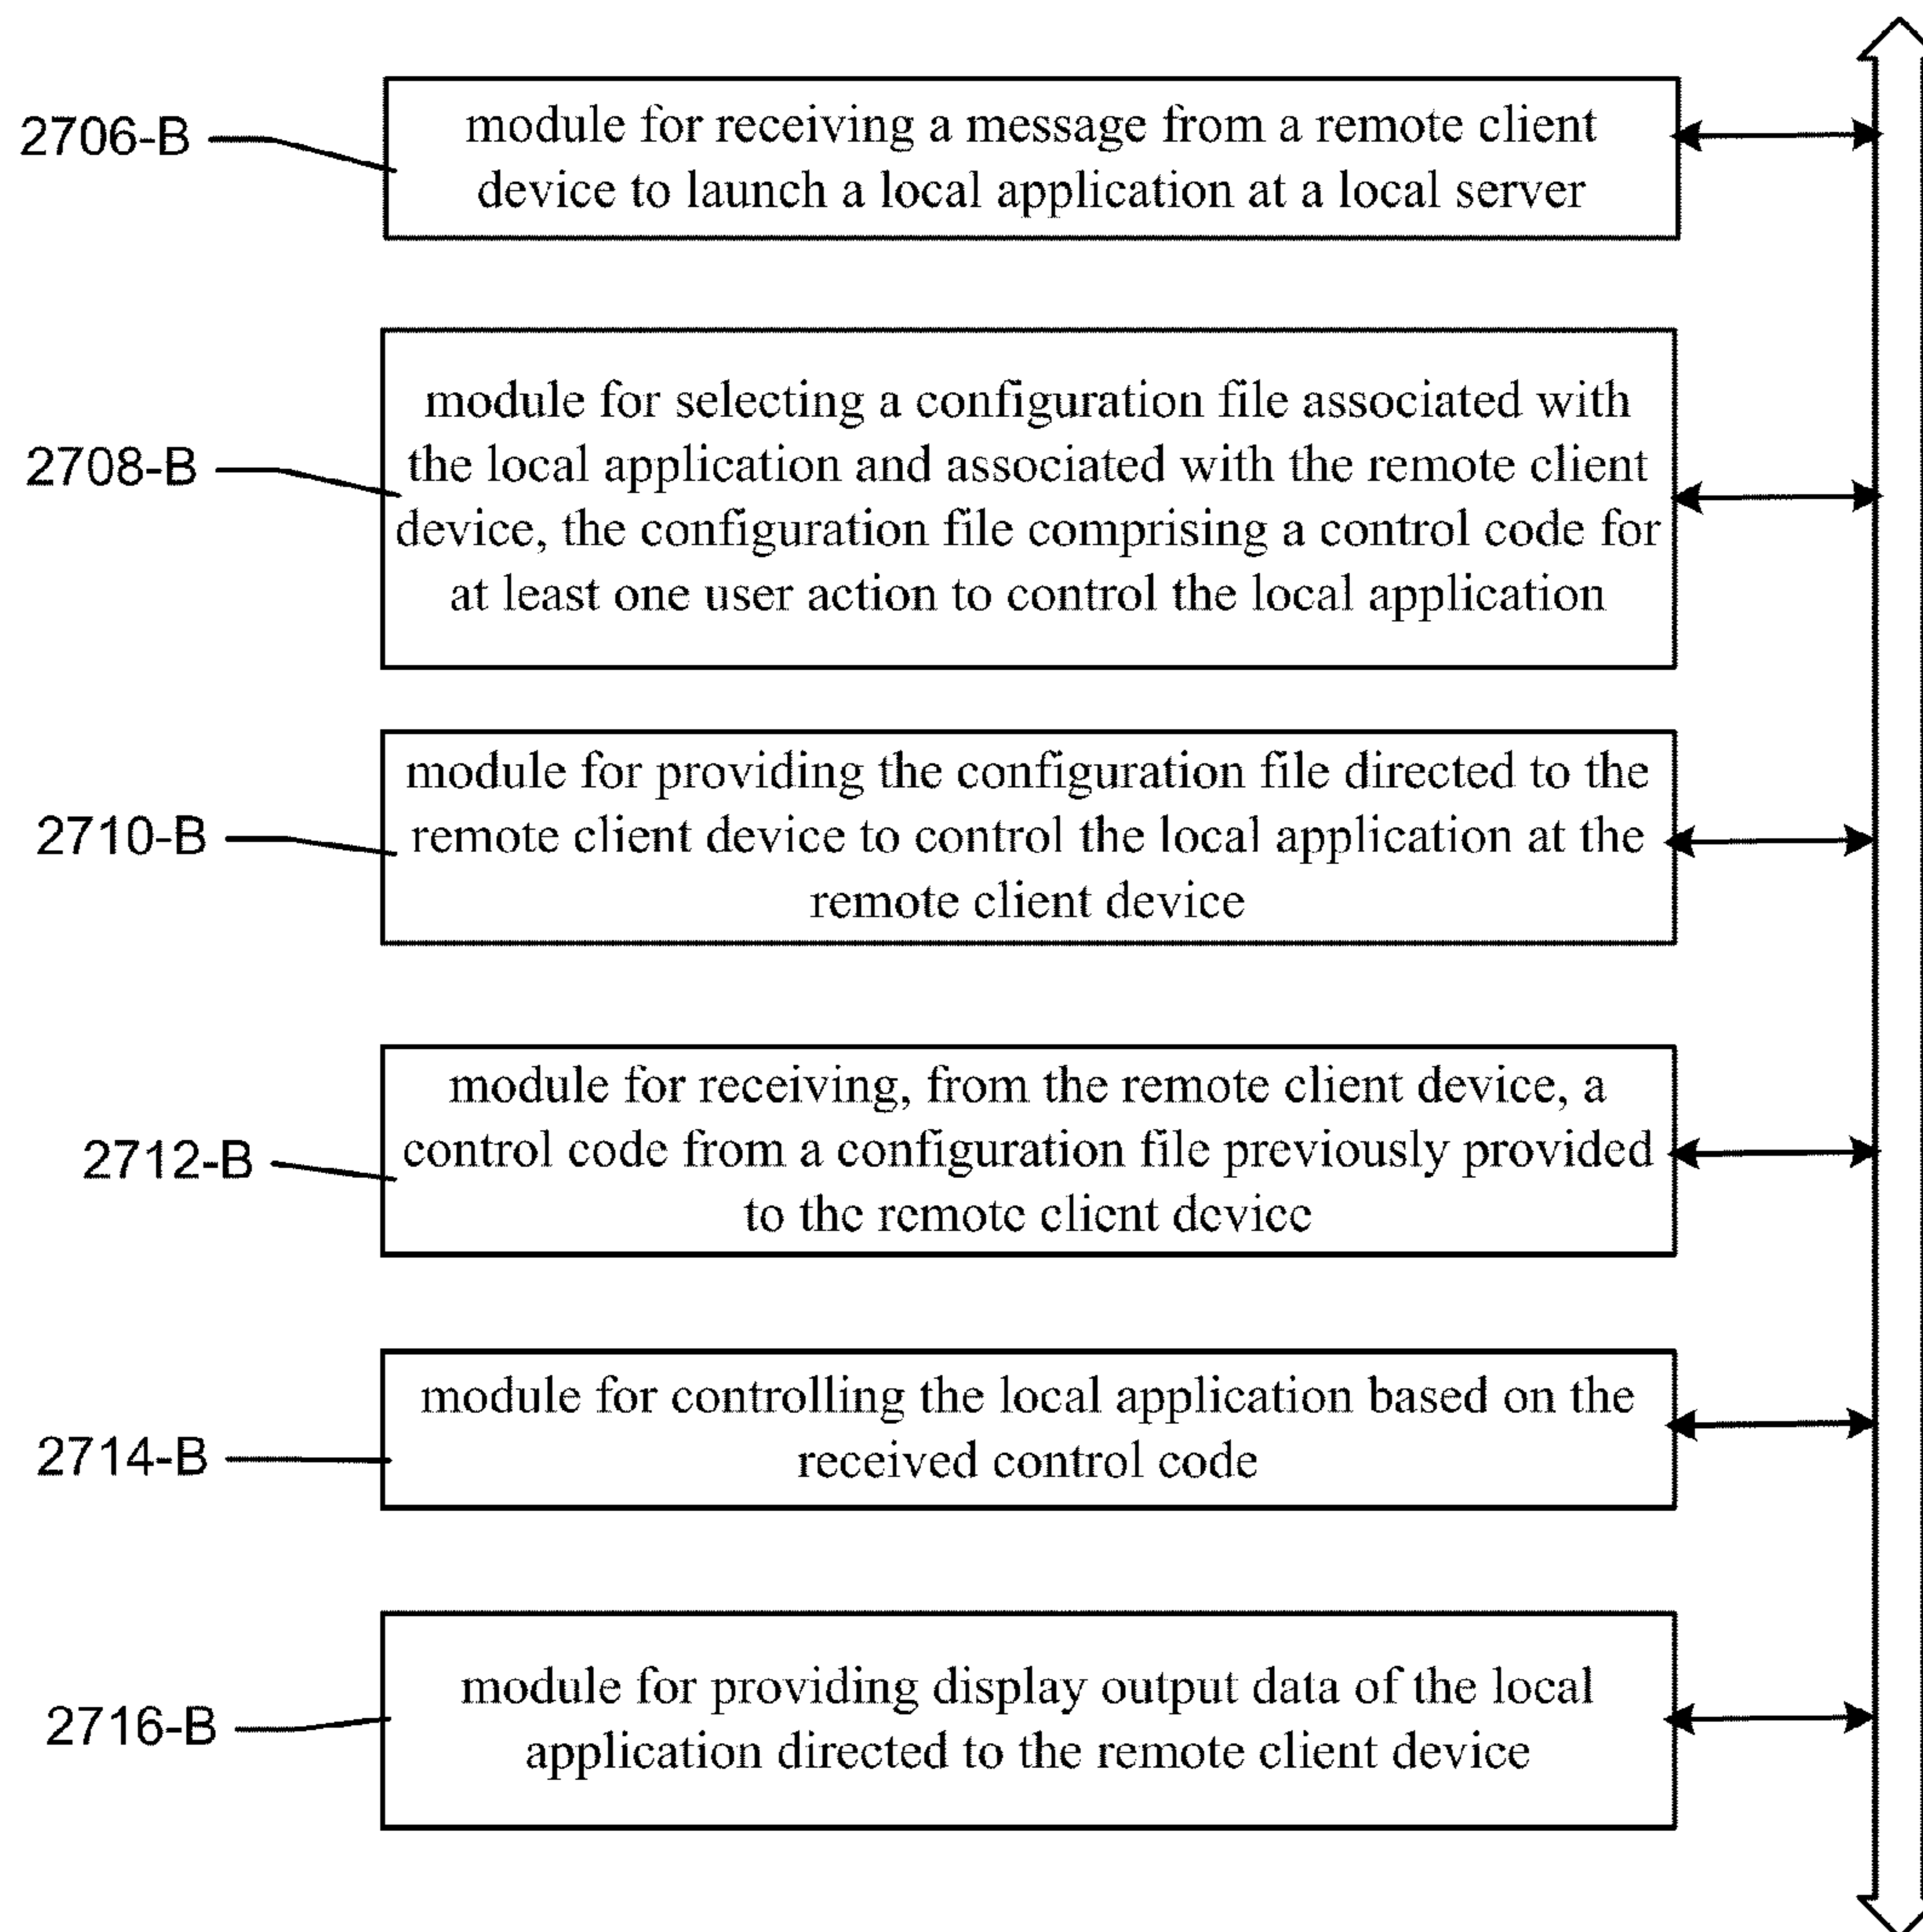 2706-B
module for receiving a message from a remote client
device to launch a local application at a local server
2708-B
module for selecting a configuration file associated with
the local application and associated with the remote client
device, the configuration file comprising a control code for
at least one user action to control the local application
2710-B
module for providing the configuration file directed to the
remote client device to control the local application at the
remote client device
2712-B
module for receiving, from the remote client device, a
control code from a configuration file previously provided
to the remote client device
2714-B
module for controlling the local application based on the
received control code
2716-B
module for providing display output data of the local
application directed to the remote client device